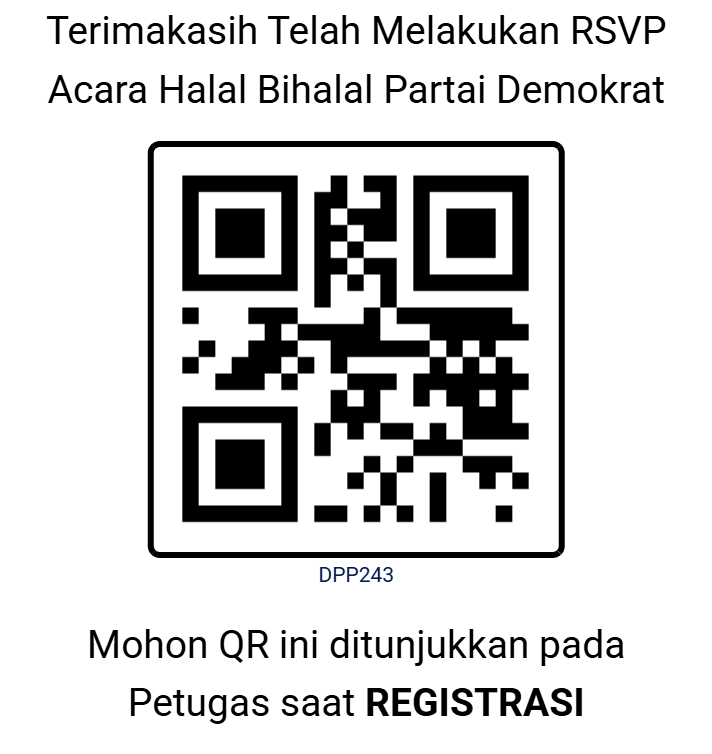 Terimakasih Telah Melakukan RSVP
Acara Halal Bihalal Partai Demokrat
DPP243
Mohon QR ini ditunjukkan pada
Petugas saat REGISTRASI